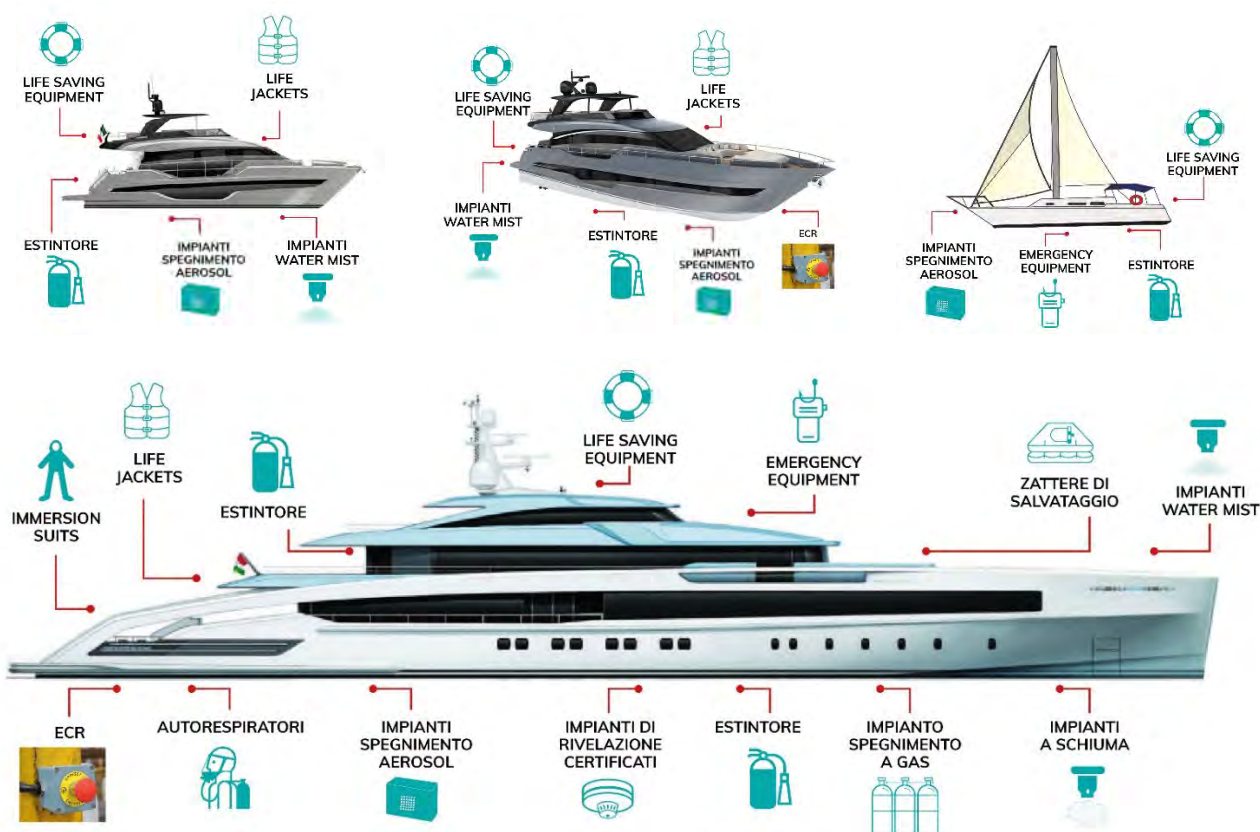 LIFE SAVING
EQUIPMENT
LIFE
JACKETS
ESTINTORE
IMPIANTI
SPEGNIMENTO
AEROSOL
IMPIANTI
WATER MIST
LIFE SAVING
EQUIPMENT
LIFE
JACKETS
IMPIANTI
WATER MIST
ESTINTORE
IMPIANTI
SPEGNIMENTO
AEROSOL
ECR
LIFE SAVING
EQUIPMENT
IMPIANTI
SPEGNIMENTO
AEROSOL
EMERGENCY
EQUIPMENT
ESTINTORE
IMMERSION
SUITS
LIFE
JACKETS
ESTINTORE
LIFE SAVING
EQUIPMENT
EMERGENCY
EQUIPMENT
ZATTERE DI
SALVATAGGIO
IMPIANTI
WATER MIST
ECR
AUTORESPIRATORI
IMPIANTI
SPEGNIMENTO
AEROSOL
IMPIANTI DI
RIVELAZIONE
CERTIFICATI
ESTINTORE
IMPIANTO
SPEGNIMENTO
A GAS
IMPIANTI
A SCHIUMA